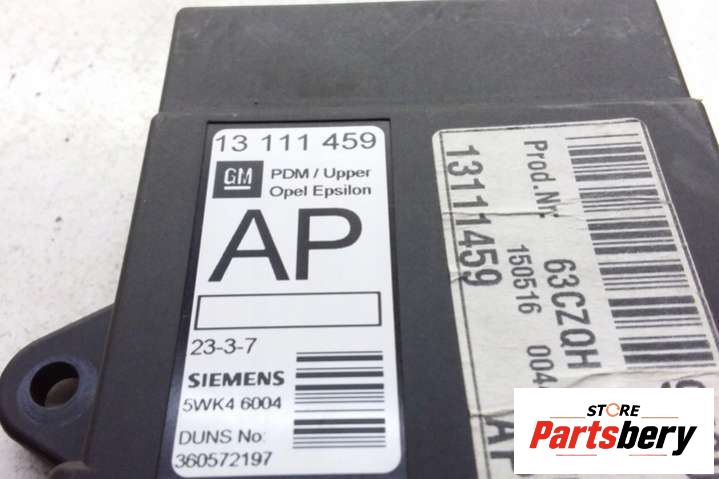 13 111 459
GM
PDM / Upper
Opel Epsilon
AP
23-3-7
SIEMENS
5WK4 6004
DUNS No:
360572197
Prod.Nr:
63CZQH
150516
13111459
STORE
Partsbery